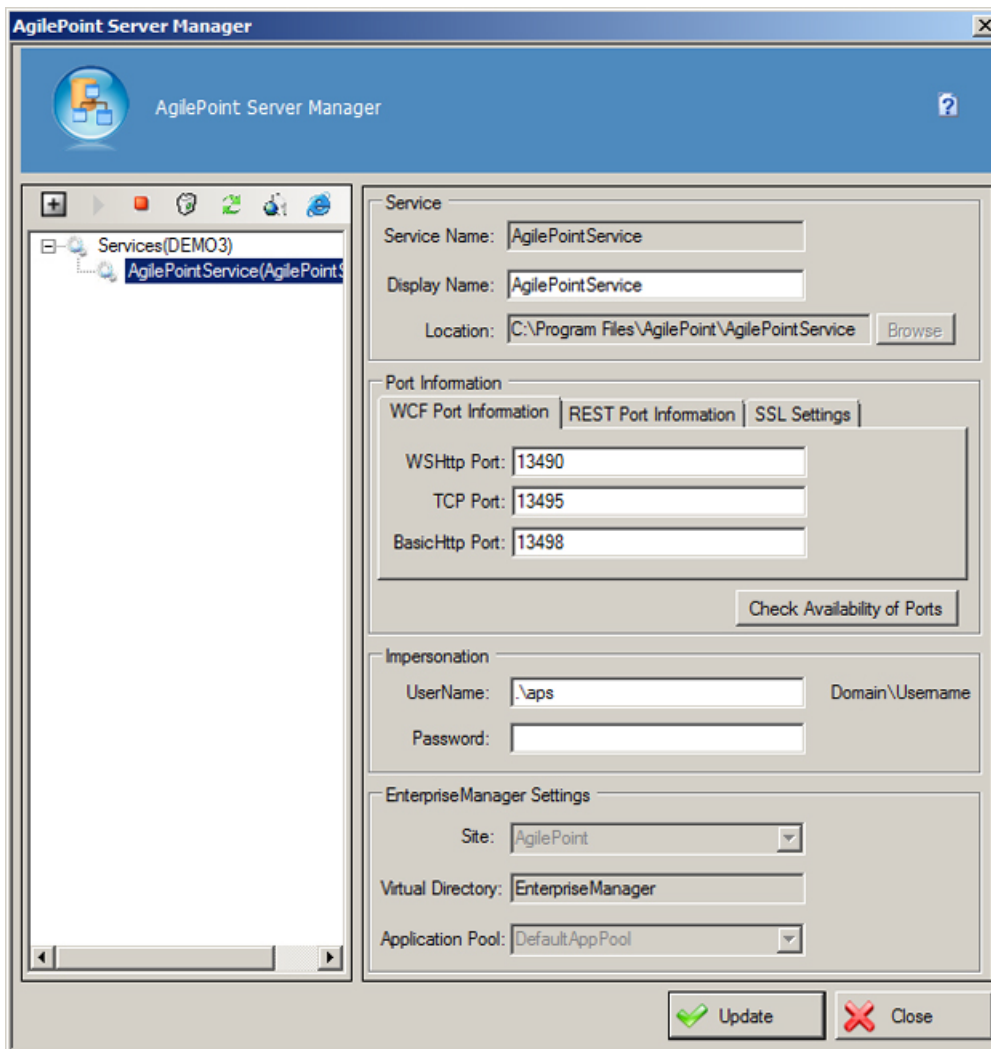 AgilePoint Server Manager
AgilePoint Server Manager
Services(DEMO3)
AgilePointService(AgilePointS
Service
Service Name: AgilePointService
Display Name: AgilePointService
Location: C:\Program Files\AgilePoint\AgilePointService Browse
Port Information
WCF Port Information REST Port Information SSL Settings
WSHttp Port: 13490
TCP Port: 13495
BasicHttp Port: 13498
Check Availability of Ports
Impersonation
UserName: .\aps Domain\Username
Password:
EnterpriseManager Settings
Site: AgilePoint
Virtual Directory: EnterpriseManager
Application Pool: DefaultAppPool
Update Close